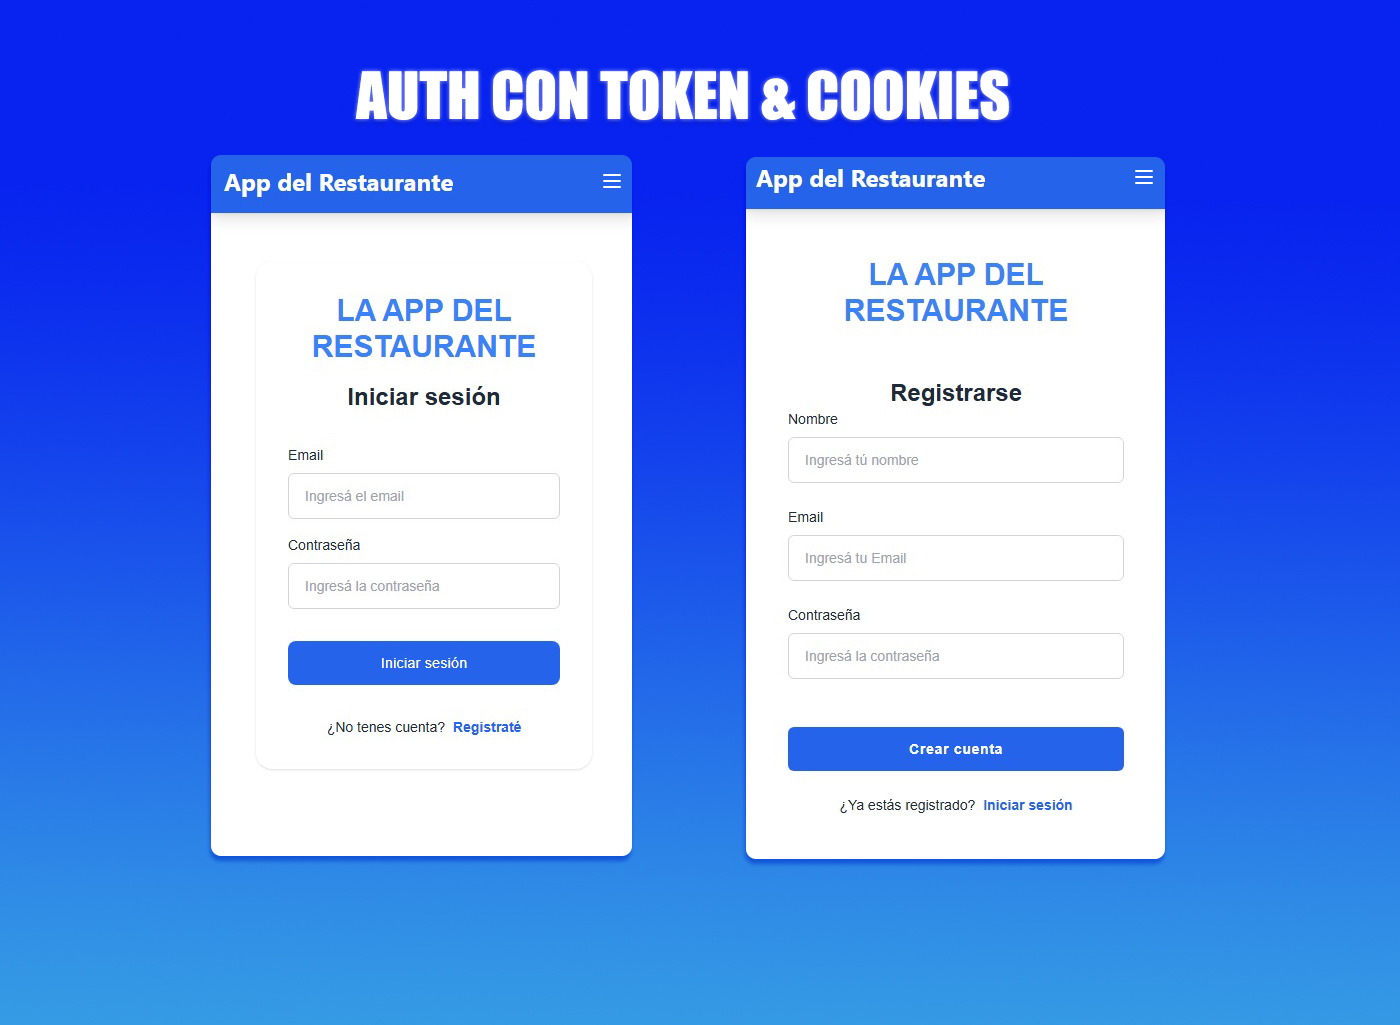 AUTH CON TOKEN & COOKIES
App del Restaurante
LA APP DEL
RESTAURANTE
Iniciar sesión
Email
Ingresá el email
Contraseña
Ingresá la contraseña
Iniciar sesión
¿No tenes cuenta? Registraté
App del Restaurante
LA APP DEL
RESTAURANTE
Registrarse
Nombre
Ingresá tú nombre
Email
Ingresá tu Email
Contraseña
Ingresá la contraseña
Crear cuenta
¿Ya estás registrado? Iniciar sesión